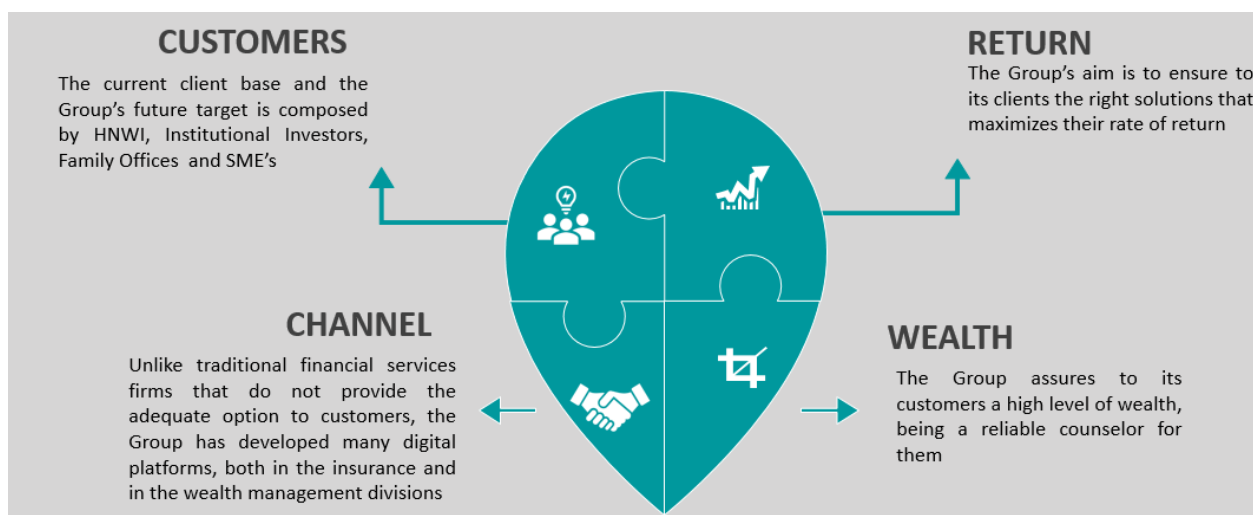 CUSTOMERS
The current client base and the
Group's future target is composed
by HNWI, Institutional Investors,
Family Offices and SME's
RETURN
The Group's aim is to ensure to
its clients the right solutions that
maximizes their rate of return
CHANNEL
Unlike traditional financial services
firms that do not provide the
adequate option to customers, the
Group has developed many digital
platforms, both in the insurance and
in the wealth management divisions
WEALTH
The Group assures to its
customers a high level of wealth,
being a reliable counselor for
them